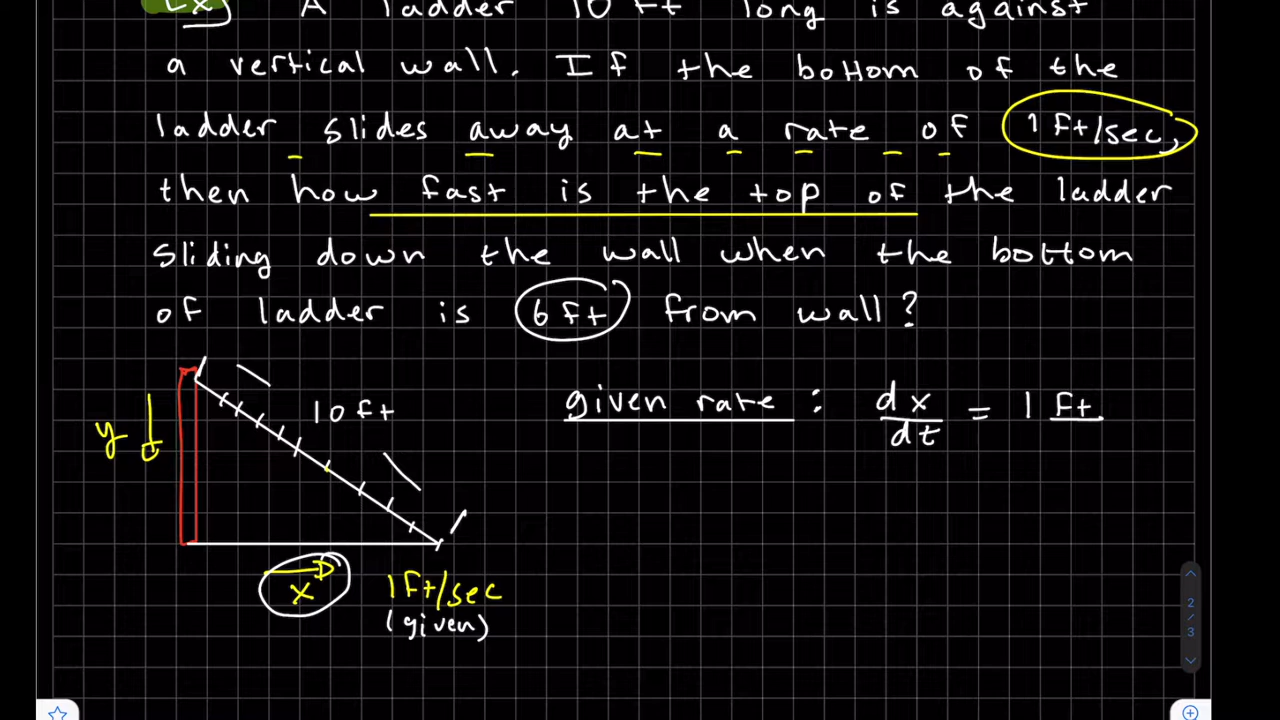 Ex) A ladder 10 ft long is against
a vertical wall. If the bottom of the
ladder slides away at a rate of 1 ft/sec,
then how fast is the top of the ladder
sliding down the wall when the bottom
of ladder is 6 ft from wall?
10 ft
given rate : dx/dt = 1 ft
y
x
1 ft/sec
(given)
2
/
3